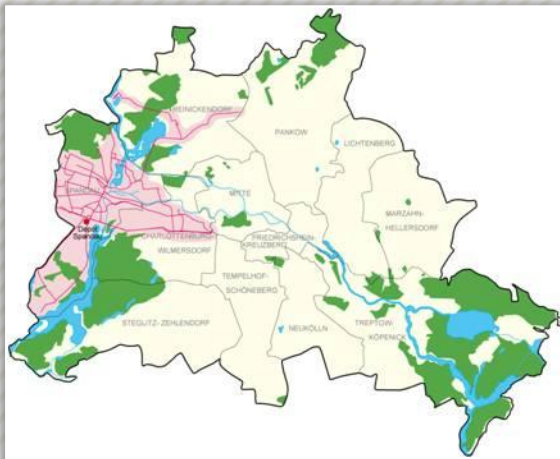 REINICKENDORF
PANKOW
LICHTENBERG
SPANDAU
MITTE
MARZAHN-
HELLERSDORF
Depot
Spandau
CHARLOTTENBURG-
WILMERSDORF
FRIEDRICHSHAIN-
KREUZBERG
TEMPELHOF-
SCHÖNEBERG
STEGLITZ- ZEHLENDORF
NEUKÖLLN
TREPTOW-
KÖPENICK